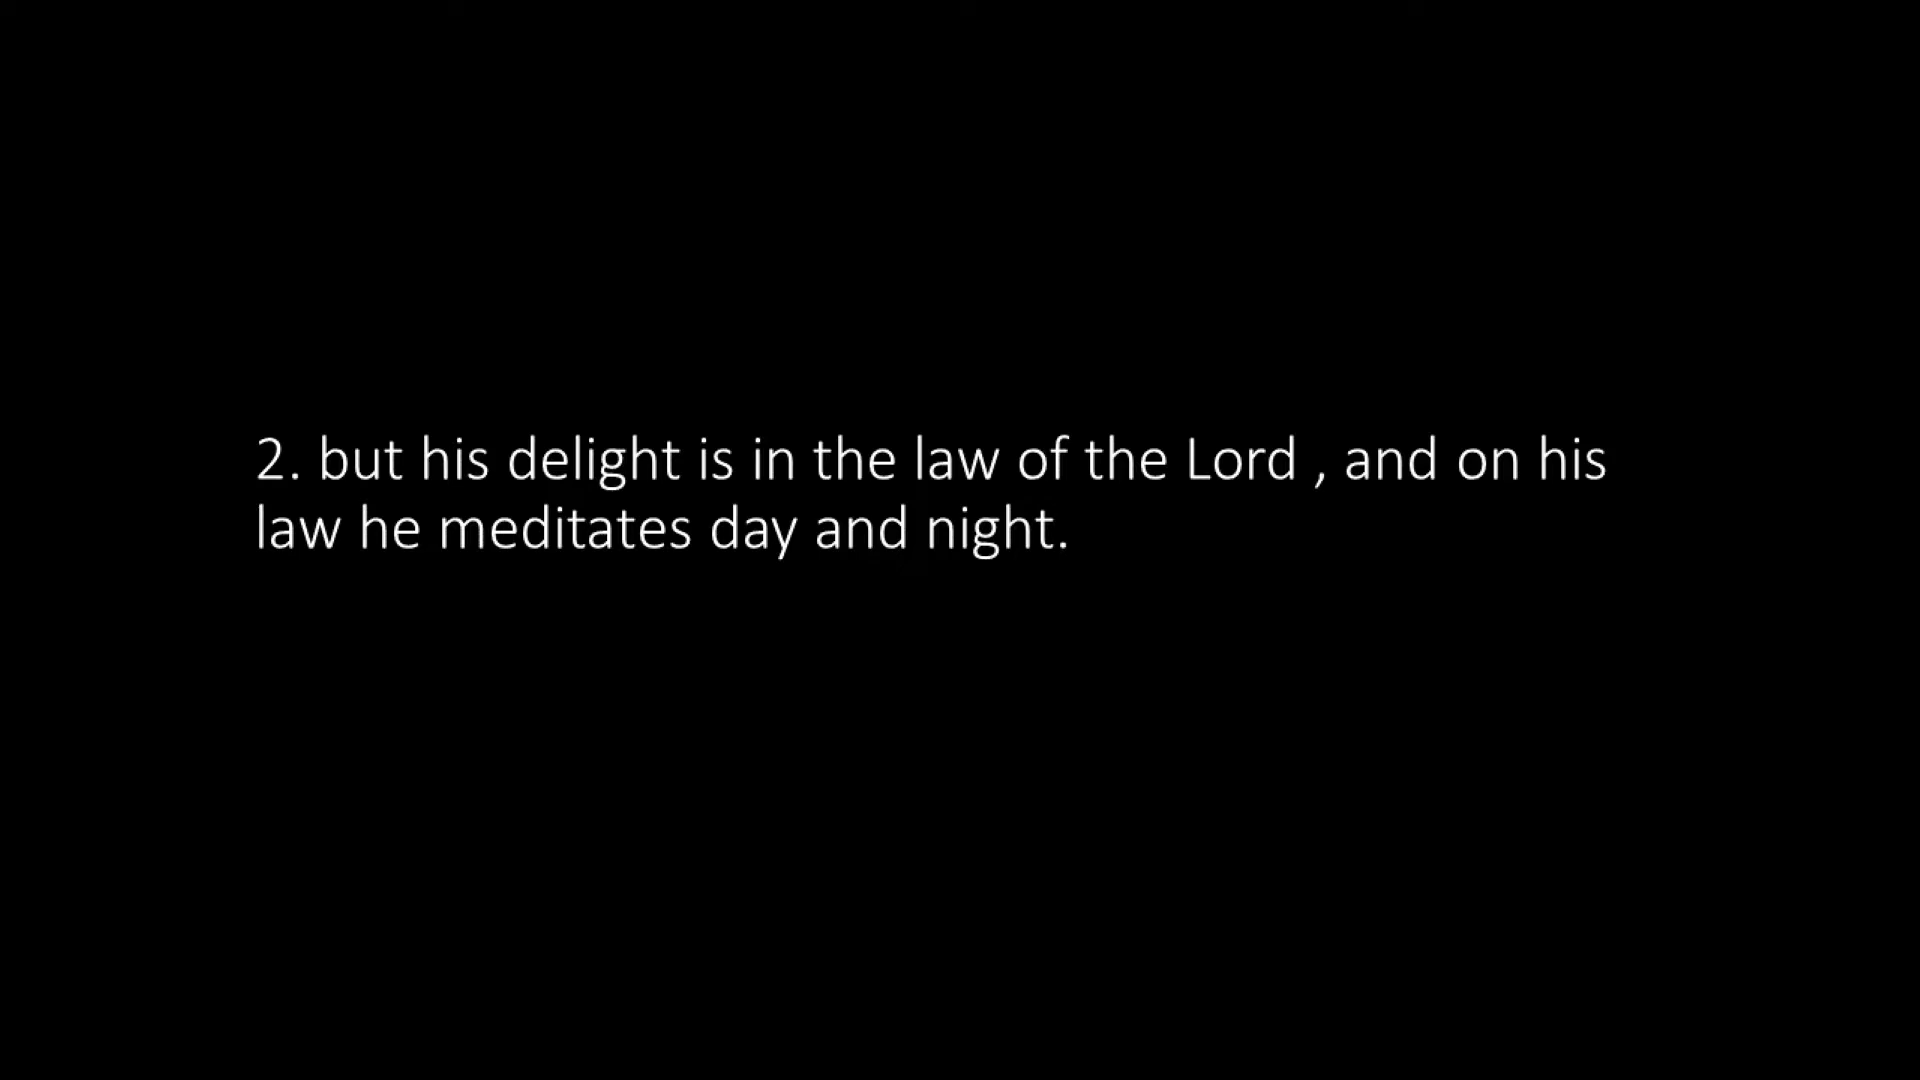 2. but his delight is in the law of the Lord , and on his
law he meditates day and night.